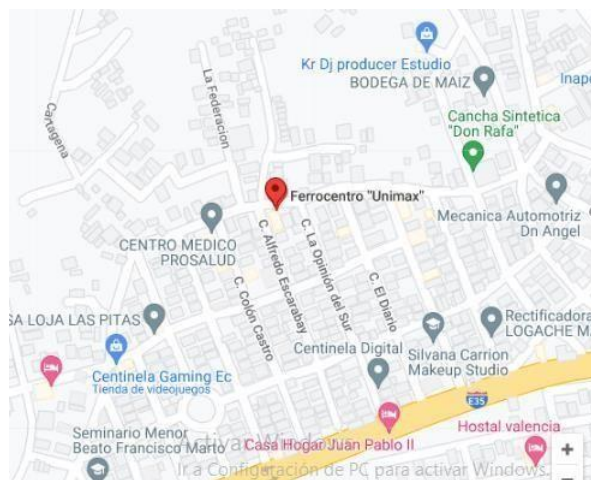 Kr Dj producer Estudio
BODEGA DE MAIZ
Inap
La Federacion
Cartagena
Cancha Sintetica
"Don Rafa"
Ferrocentro "Unimax"
Mecanica Automotriz
Dn Angel
CENTRO MEDICO
PROSALUD
C. Alfredo Escarabay
C. La Opinión del Sur
C. El Diario
C. Colón Castro
SA LOJA LAS PITAS
Rectificadora
LOGACHE MA
Centinela Digital
Silvana Carrion
Makeup Studio
Centinela Gaming Ec
Tienda de videojuegos
E35
Casa Hogar Juan Pablo II
Hostal valencia
Seminario Menor
Beato Francisco Marto
Activar Windows
Ir a Configuración de PC para activar Windows.
+
−